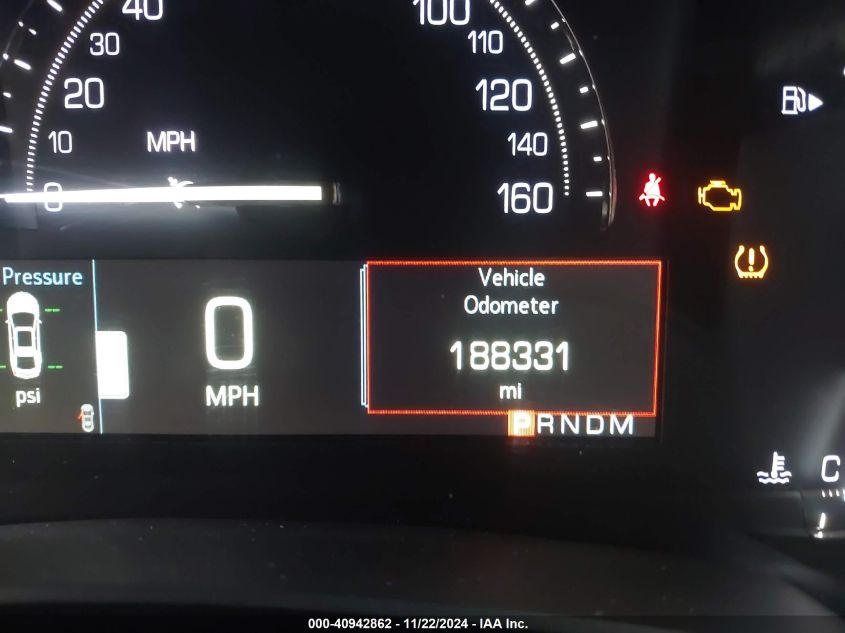 40
100
30
110
20
120
10
MPH
140
0
160
Pressure
Vehicle
Odometer
0
188331
psi
MPH
mi
PRNDM
C
000-40942862 - 11/22/2024 - IAA Inc.